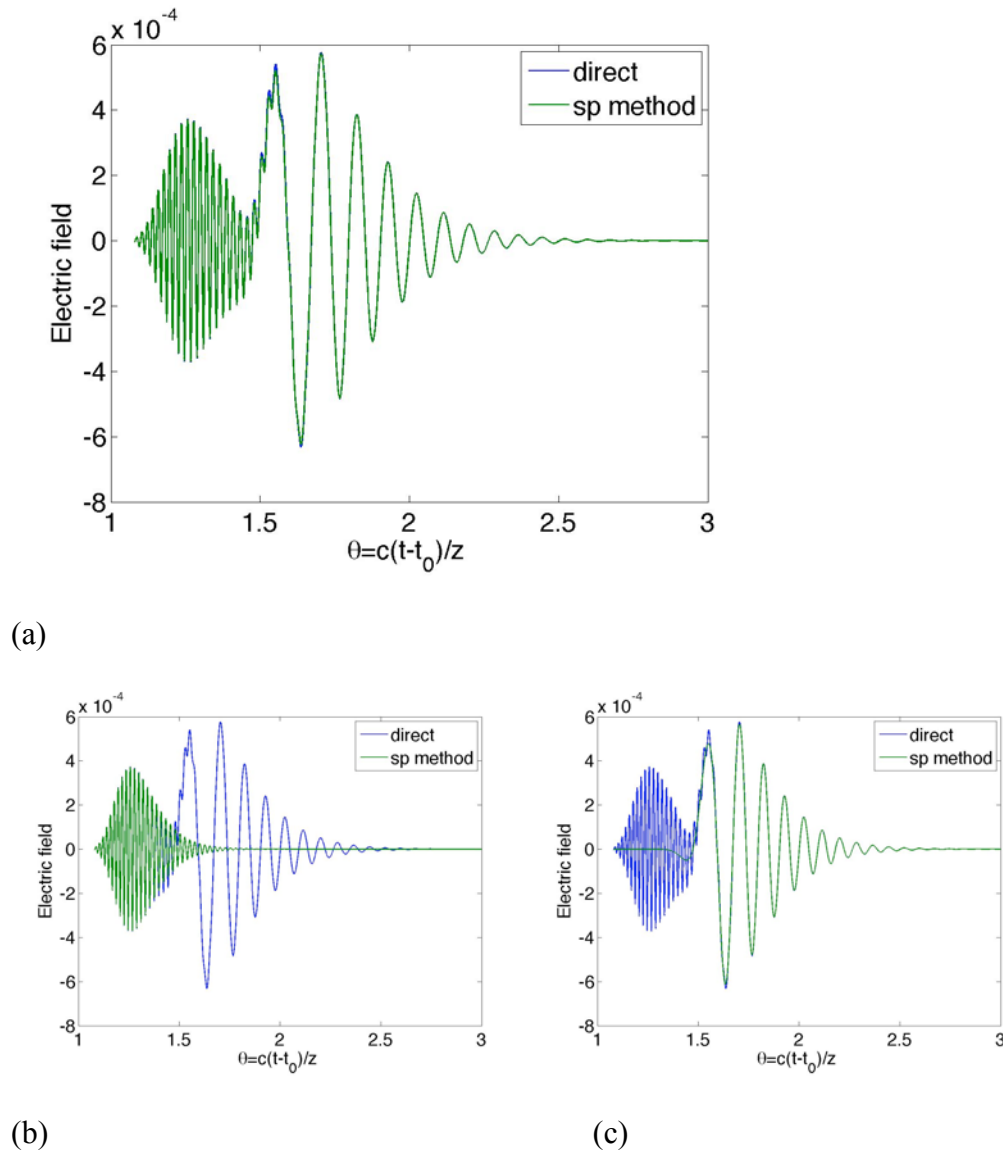 x 10⁻⁴
6
4
2
0
-2
-4
-6
-8
Electric field
direct
sp method
1 1.5 2 2.5 3
θ=c(t-t₀)/z
(a)
x 10⁻⁴
6
4
2
0
-2
-4
-6
-8
Electric field
direct
sp method
1 1.5 2 2.5 3
θ=c(t-t₀)/z
(b)
x 10⁻⁴
6
4
2
0
-2
-4
-6
-8
Electric field
direct
sp method
1 1.5 2 2.5 3
θ=c(t-t₀)/z
(c)